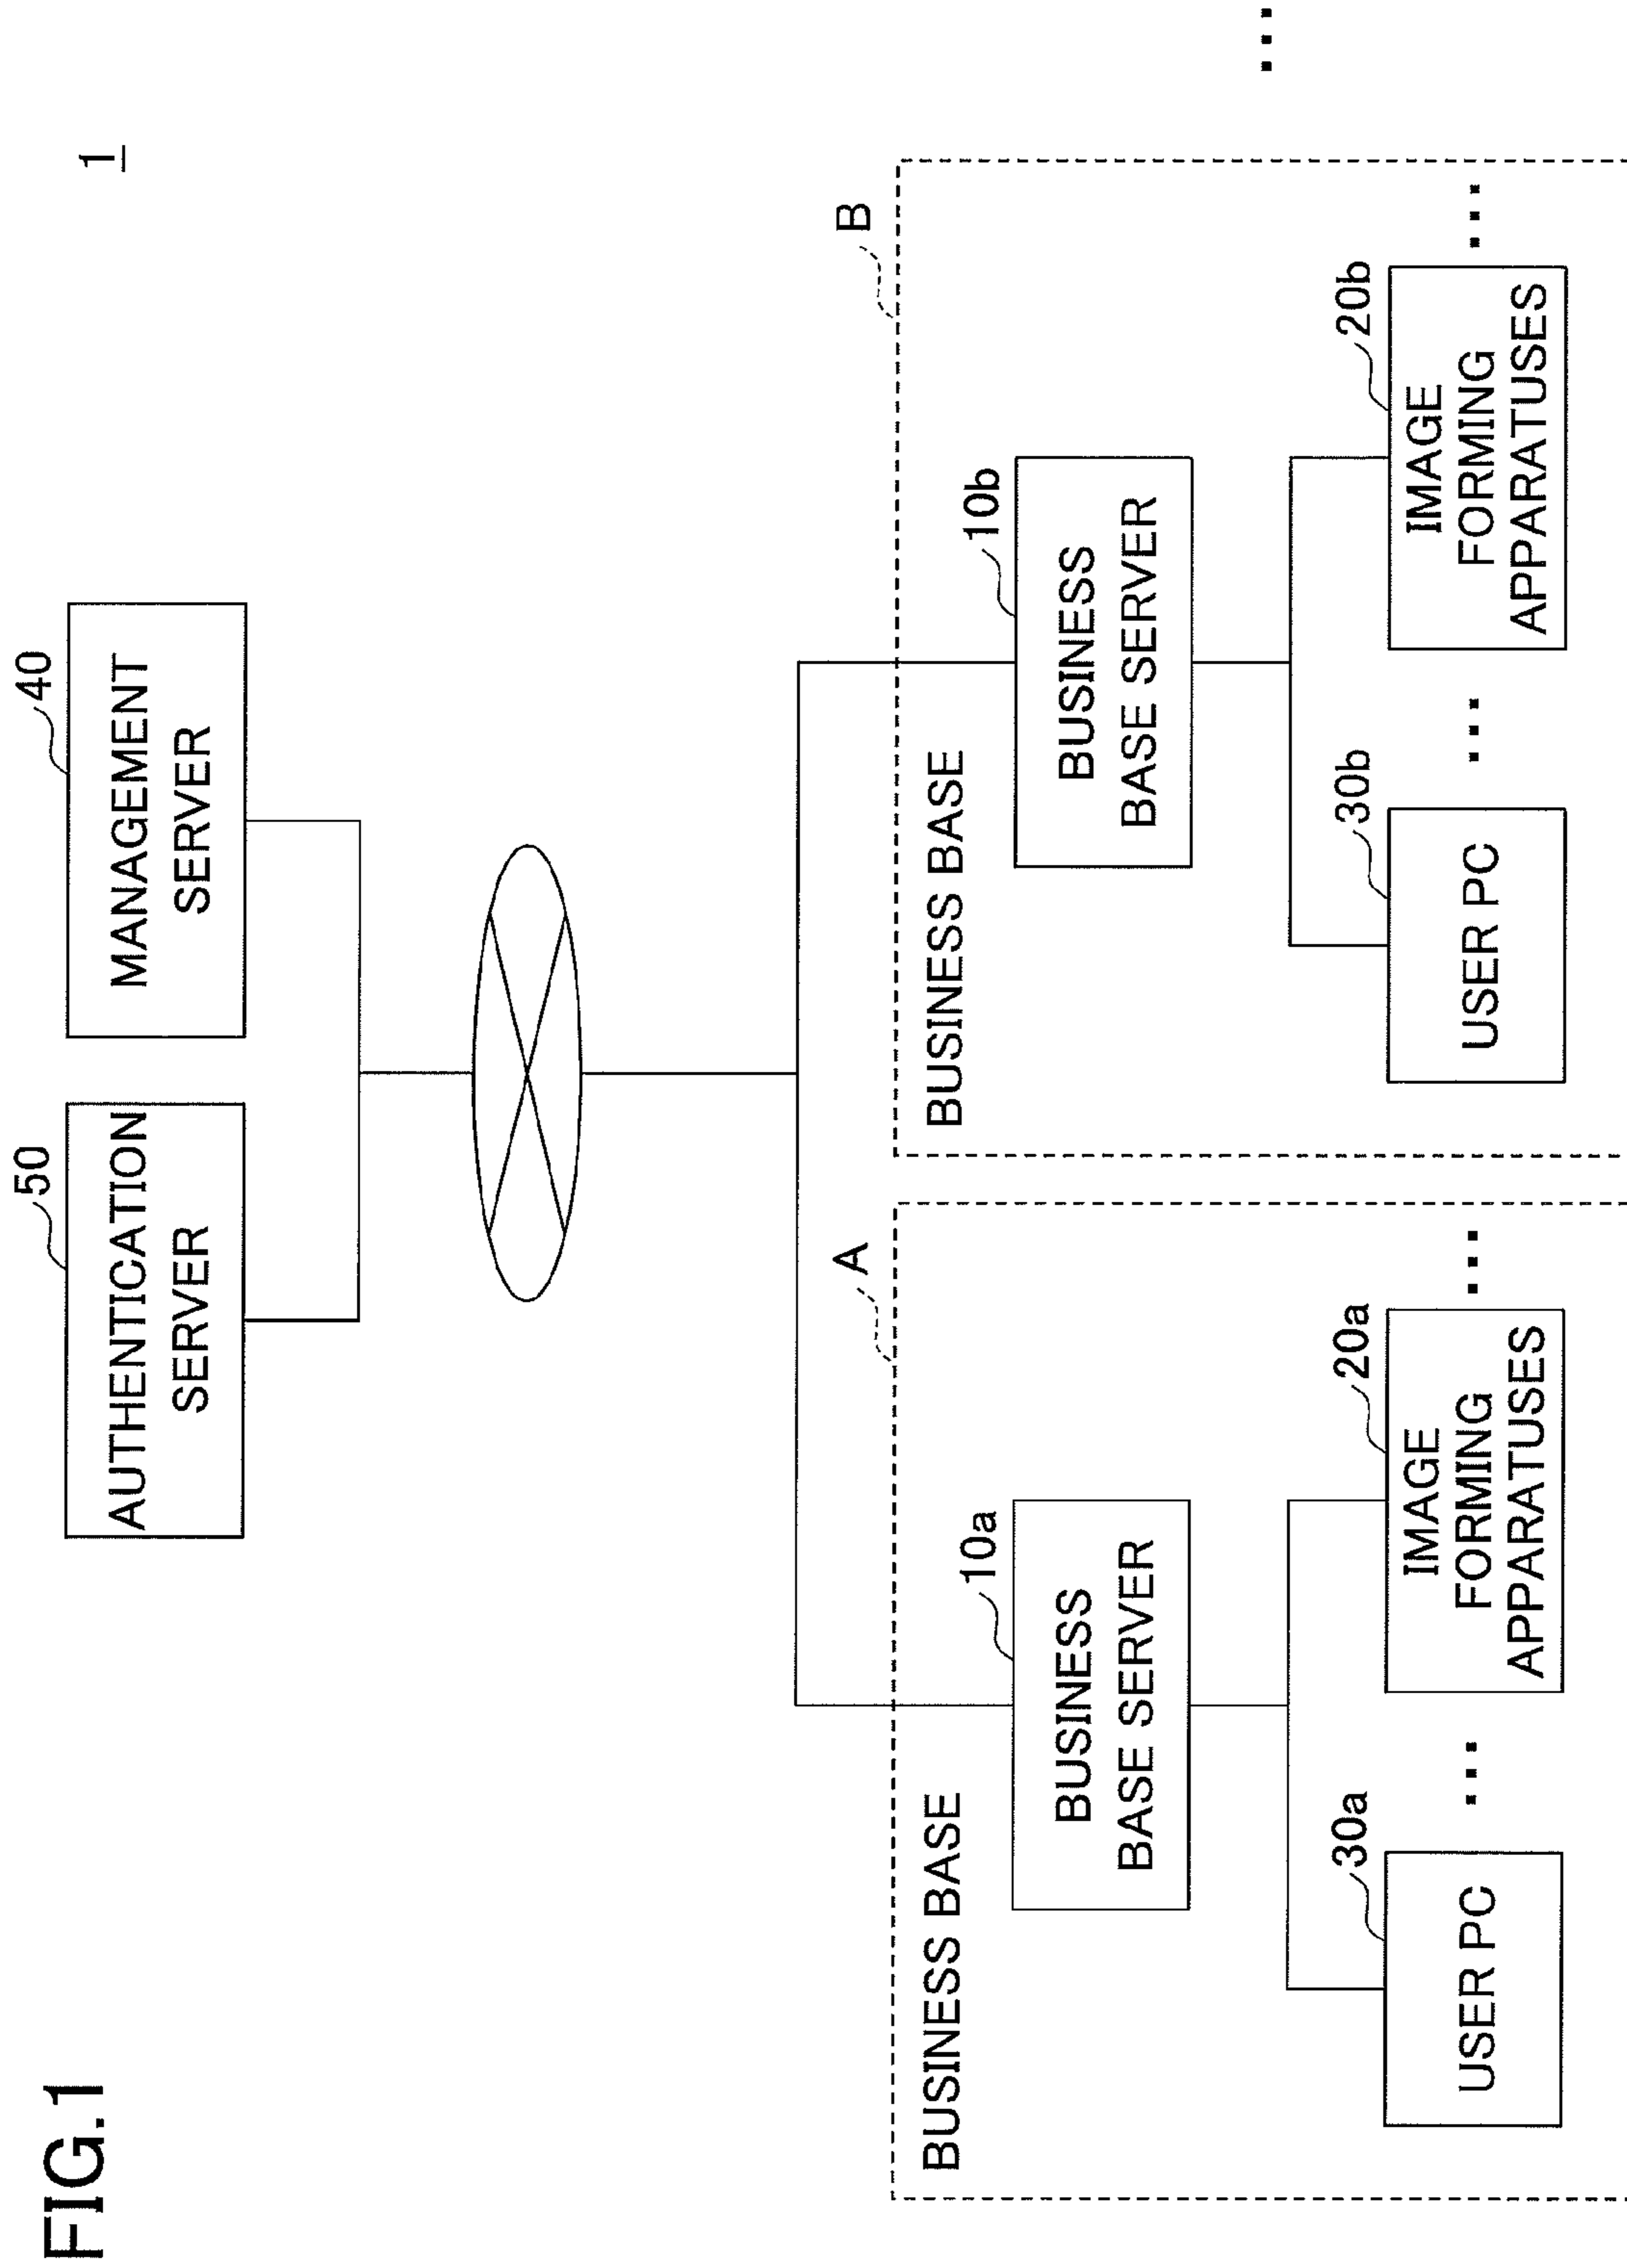 FIG.1
1
50
AUTHENTICATION
SERVER
40
MANAGEMENT
SERVER
A
BUSINESS BASE
10a
BUSINESS
BASE SERVER
30a
USER PC
...
20a
IMAGE
FORMING
APPARATUSES
...
B
BUSINESS BASE
10b
BUSINESS
BASE SERVER
30b
USER PC
...
20b
IMAGE
FORMING
APPARATUSES
...
...